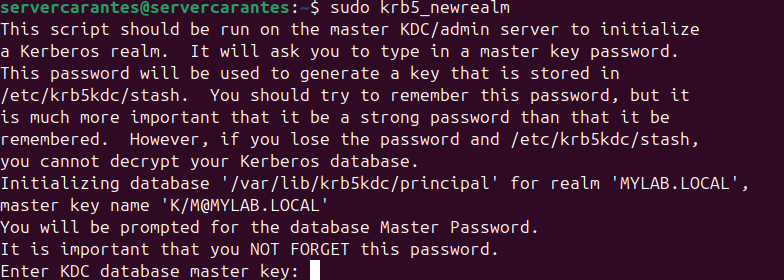 servercarantes@servercarantes:~$ sudo krb5_newrealm
This script should be run on the master KDC/admin server to initialize
a Kerberos realm.  It will ask you to type in a master key password.
This password will be used to generate a key that is stored in
/etc/krb5kdc/stash.  You should try to remember this password, but it
is much more important that it be a strong password than that it be
remembered.  However, if you lose the password and /etc/krb5kdc/stash,
you cannot decrypt your Kerberos database.
Initializing database '/var/lib/krb5kdc/principal' for realm 'MYLAB.LOCAL',
master key name 'K/M@MYLAB.LOCAL'
You will be prompted for the database Master Password.
It is important that you NOT FORGET this password.
Enter KDC database master key: